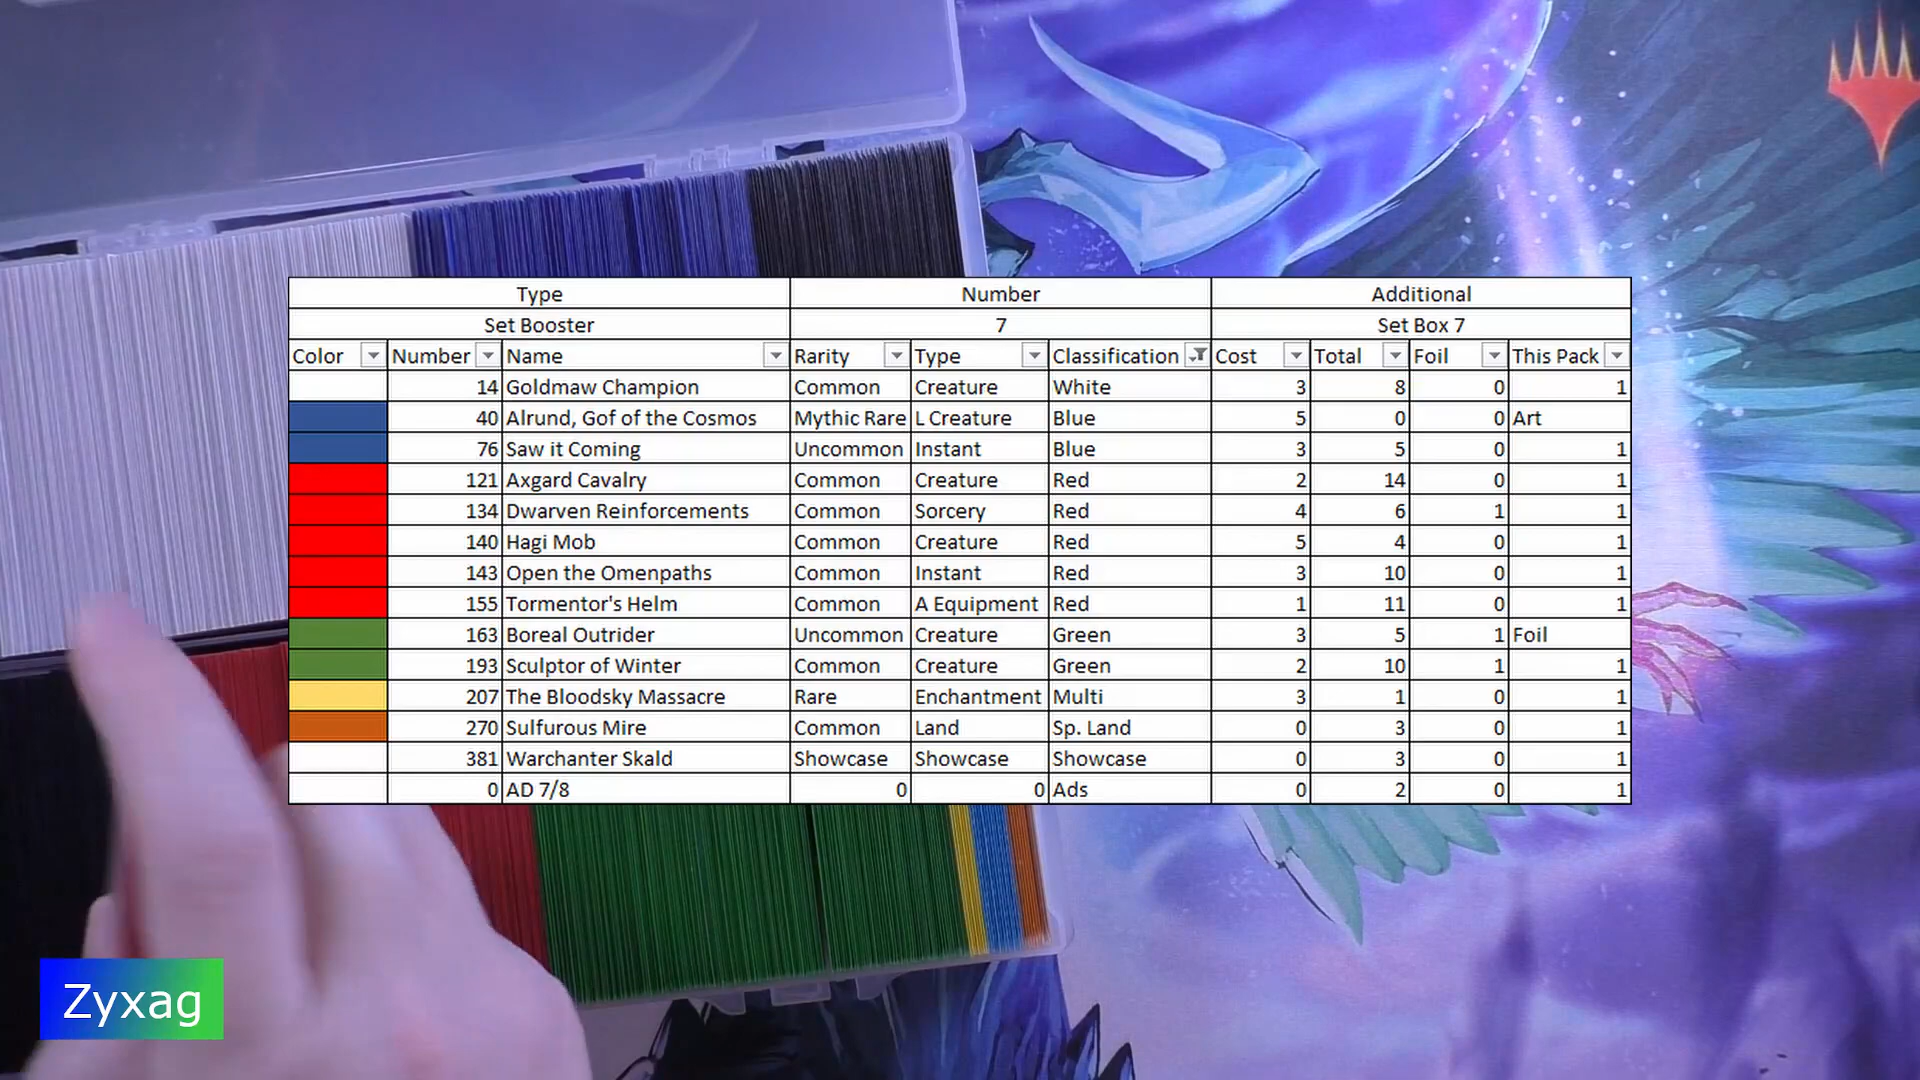 Type Number Additional
Set Booster 7 Set Box 7
Color Number Name Rarity Type Classification Cost Total Foil This Pack
14 Goldmaw Champion Common Creature White 3 8 0 1
40 Alrund, Gof of the Cosmos Mythic Rare L Creature Blue 5 0 0 Art
76 Saw it Coming Uncommon Instant Blue 3 5 0 1
121 Axgard Cavalry Common Creature Red 2 14 0 1
134 Dwarven Reinforcements Common Sorcery Red 4 6 1 1
140 Hagi Mob Common Creature Red 5 4 0 1
143 Open the Omenpaths Common Instant Red 3 10 0 1
155 Tormentor's Helm Common A Equipment Red 1 11 0 1
163 Boreal Outrider Uncommon Creature Green 3 5 1 Foil
193 Sculptor of Winter Common Creature Green 2 10 1 1
207 The Bloodsky Massacre Rare Enchantment Multi 3 1 0 1
270 Sulfurous Mire Common Land Sp. Land 0 3 0 1
381 Warchanter Skald Showcase Showcase Showcase 0 3 0 1
0 AD 7/8 0 0 Ads 0 2 0 1
Zyxag